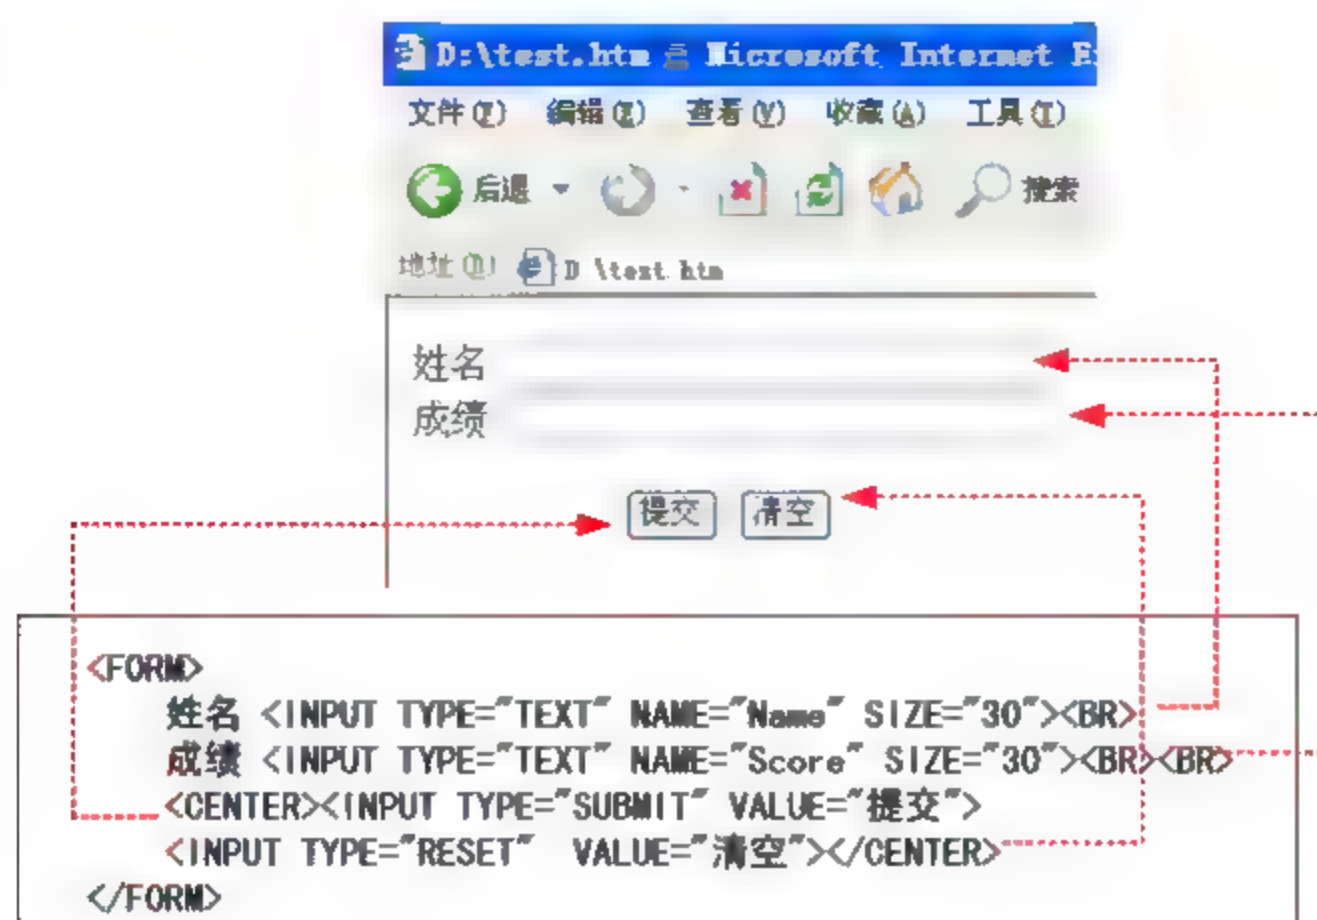 D:\test.htm - Microsoft Internet E
文件(F) 编辑(E) 查看(V) 收藏(A) 工具(T)
后退 搜索
地址(D) D:\test.htm
姓名
成绩
提交 清空
<FORM>
姓名 <INPUT TYPE="TEXT" NAME="Name" SIZE="30"><BR>
成绩 <INPUT TYPE="TEXT" NAME="Score" SIZE="30"><BR><BR>
<CENTER><INPUT TYPE="SUBMIT" VALUE="提交">
<INPUT TYPE="RESET" VALUE="清空"></CENTER>
</FORM>